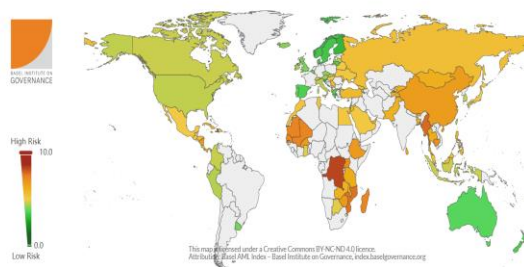 BASEL INSTITUTE ON
GOVERNANCE
High Risk
10.0
0.0
Low Risk
This map is licensed under a Creative Commons BY-NC-ND 4.0 licence.
Attribution: Basel AML Index – Basel Institute on Governance, index.baselgovernance.org